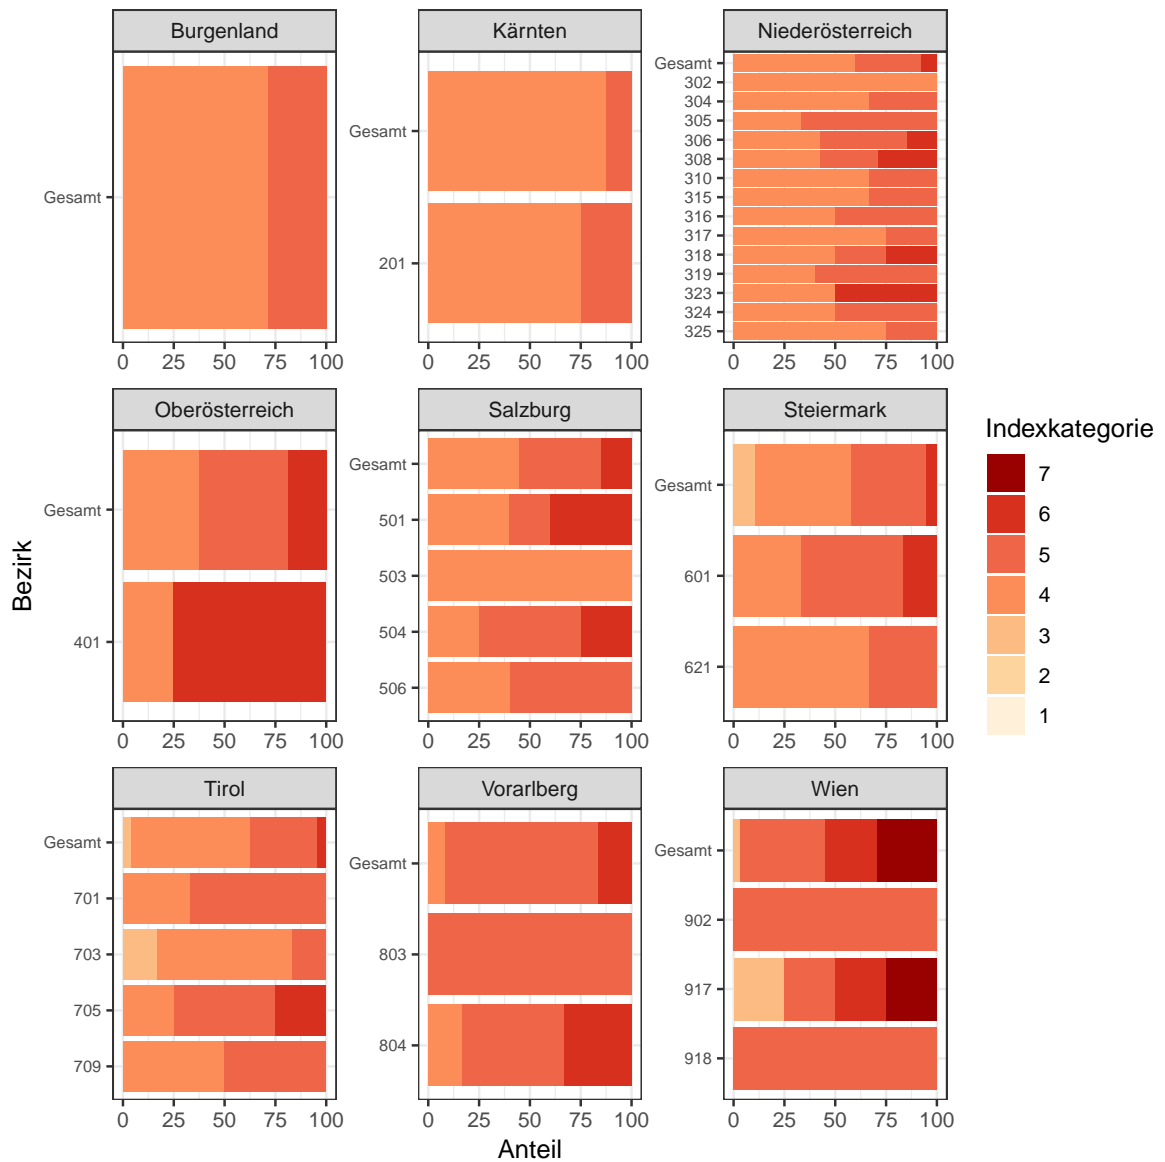 Burgenland
Kärnten
Niederösterreich
Gesamt
0 25 50 75 100
Gesamt
201
0 25 50 75 100
Gesamt
302
304
305
306
308
310
315
316
317
318
319
323
324
325
0 25 50 75 100
Oberösterreich
Salzburg
Steiermark
Gesamt
401
0 25 50 75 100
Gesamt
501
503
504
506
0 25 50 75 100
Gesamt
601
621
0 25 50 75 100
Tirol
Vorarlberg
Wien
Gesamt
701
703
705
709
0 25 50 75 100
Gesamt
803
804
0 25 50 75 100
Gesamt
902
917
918
0 25 50 75 100
Bezirk
Anteil
Indexkategorie
7
6
5
4
3
2
1